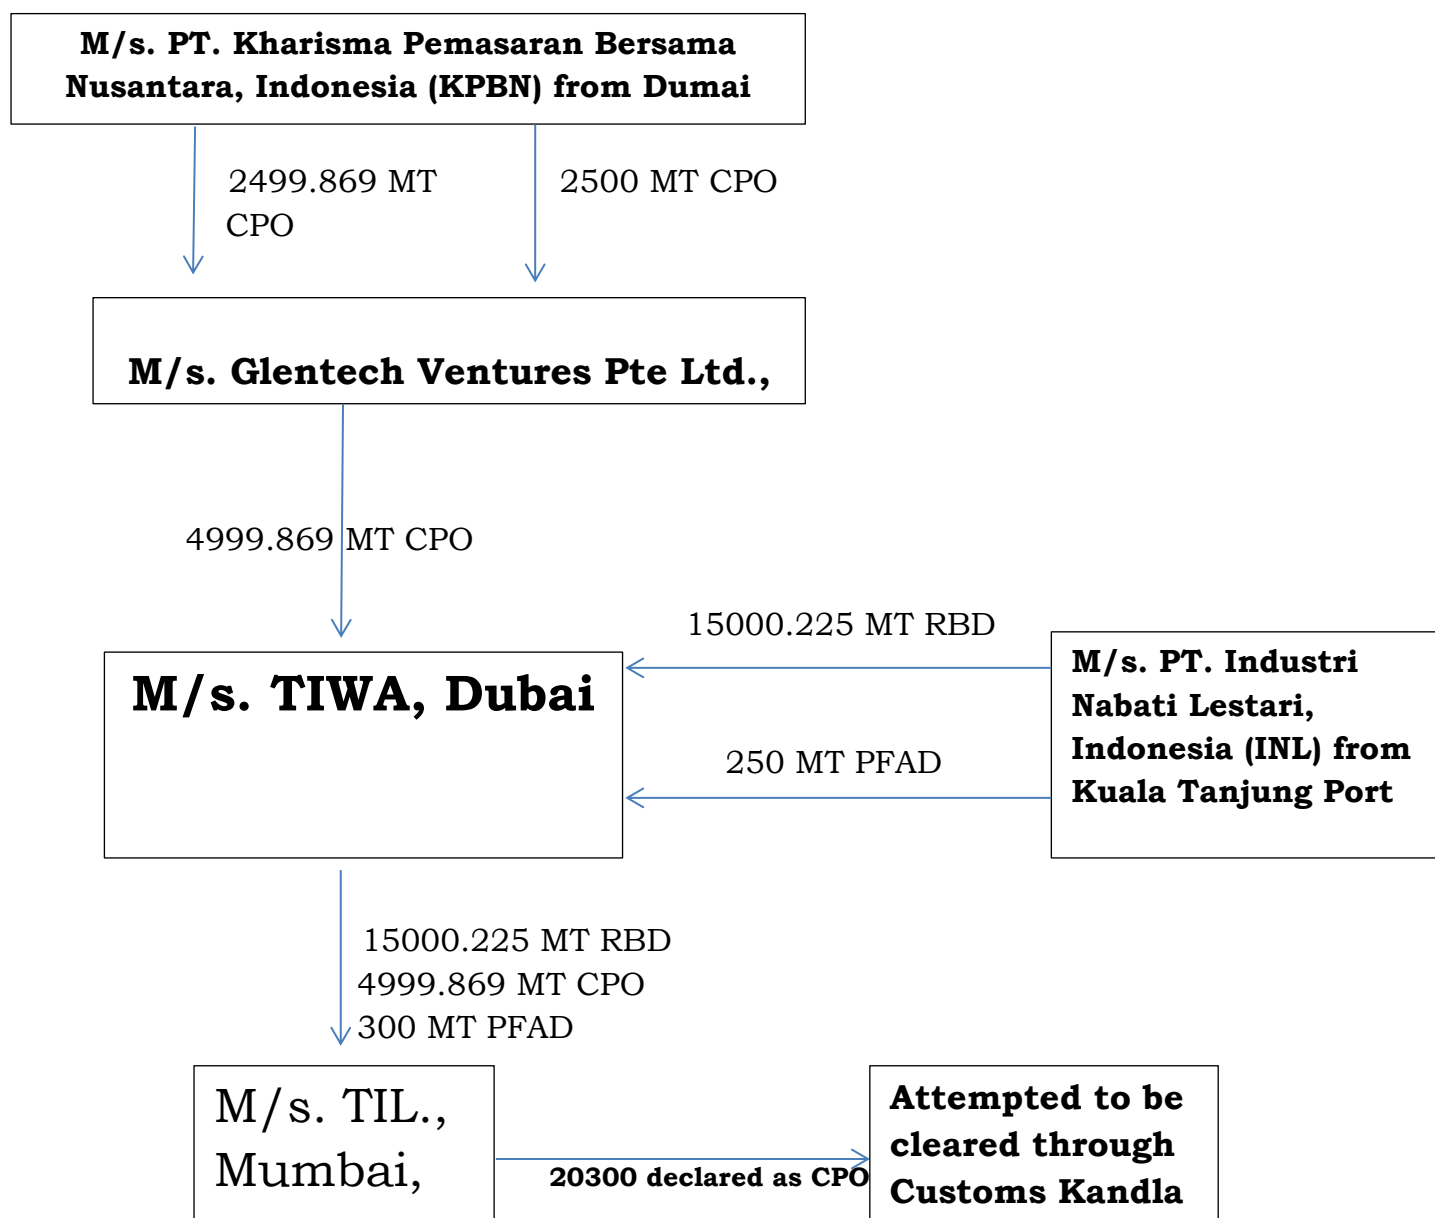 M/s. PT. Kharisma Pemasaran Bersama
Nusantara, Indonesia (KPBN) from Dumai
2499.869 MT
CPO
2500 MT CPO
M/s. Glentech Ventures Pte Ltd.,
4999.869 MT CPO
15000.225 MT RBD
M/s. TIWA, Dubai
M/s. PT. Industri
Nabati Lestari,
Indonesia (INL) from
Kuala Tanjung Port
250 MT PFAD
15000.225 MT RBD
4999.869 MT CPO
300 MT PFAD
M/s. TIL.,
Mumbai,
20300 declared as CPO
Attempted to be
cleared through
Customs Kandla